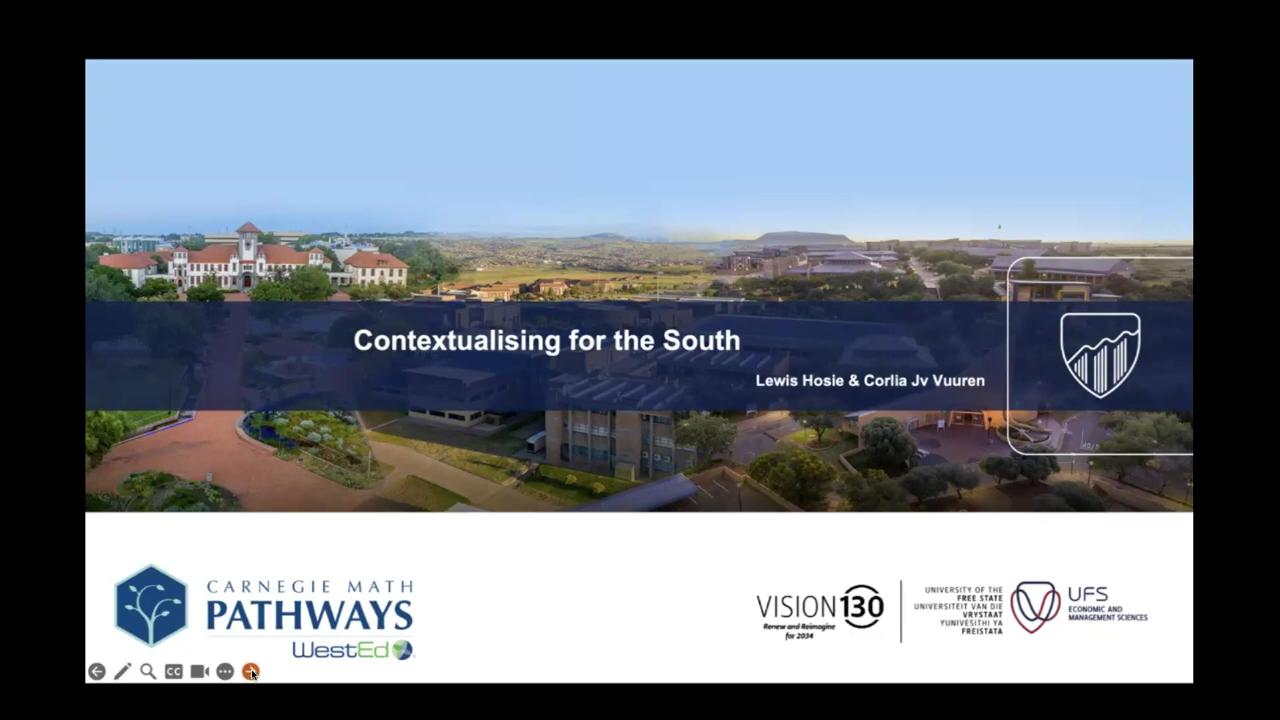 Contextualising for the South
Lewis Hosie & Corlia Jv Vuuren
CARNEGIE MATH
PATHWAYS
WestEd
VISION130
Renew and Reimagine
for 2034
UNIVERSITY OF THE
FREE STATE
UNIVERSITEIT VAN DIE
VRYSTAAT
YUNIVESITHI YA
FREISTATA
UFS
ECONOMIC AND
MANAGEMENT SCIENCES
CC